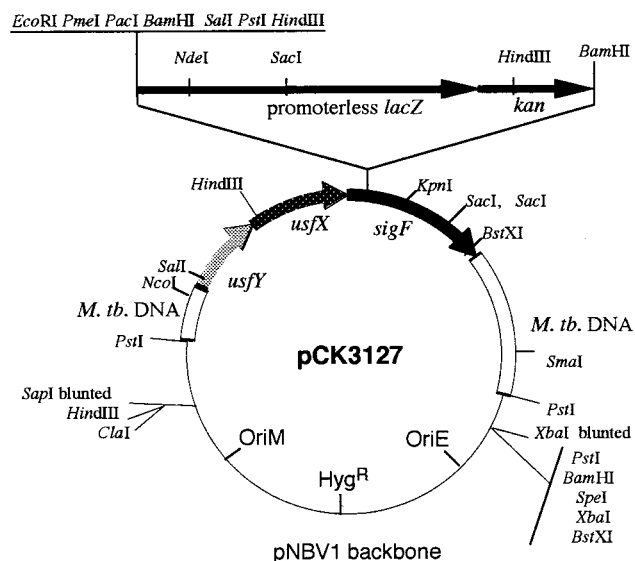 EcoRI PmeI PacI BamHI SalI PstI HindIII
NdeI
SacI
HindIII
BamHI
promoterless lacZ
kan
HindIII
KpnI
SacI, SacI
usfX
sigF
BstXI
SalI
NcoI
usfY
M. tb. DNA
M. tb. DNA
PstI
pCK3127
SmaI
SapI blunted
HindIII
ClaI
PstI
XbaI blunted
OriM
OriE
PstI
BamHI
SpeI
XbaI
BstXI
HygR
pNBV1 backbone